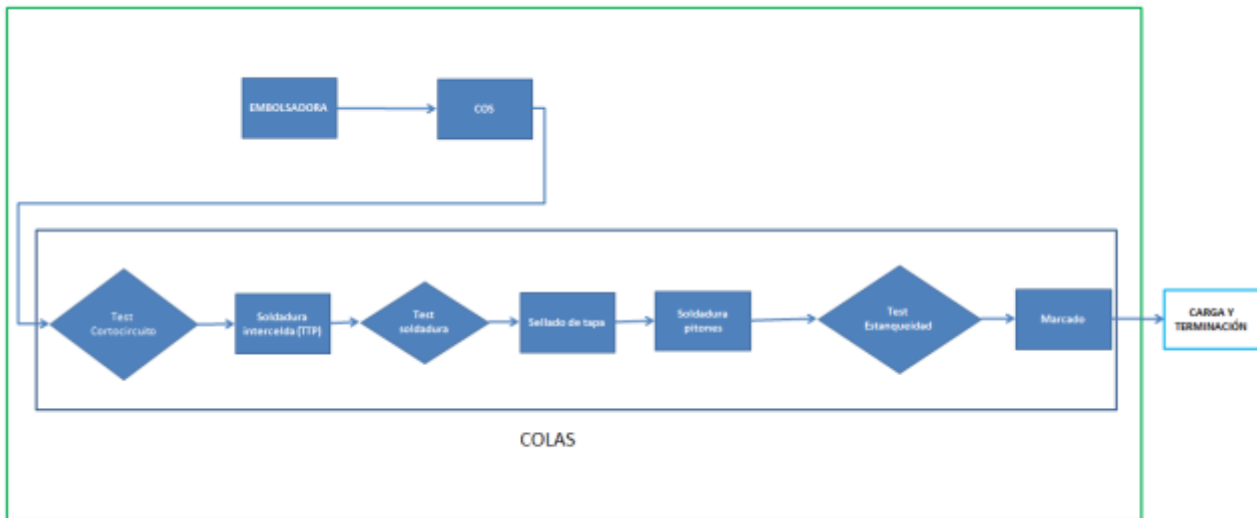 EMBOLSADORA
COS
Test
Cortocircuito
Soldadura
intercelda (TTP)
Test
soldadura
Sellado de tapa
Soldadura
pitones
Test
Estanqueidad
Marcado
CARGA Y
TERMINACIÓN
COLAS